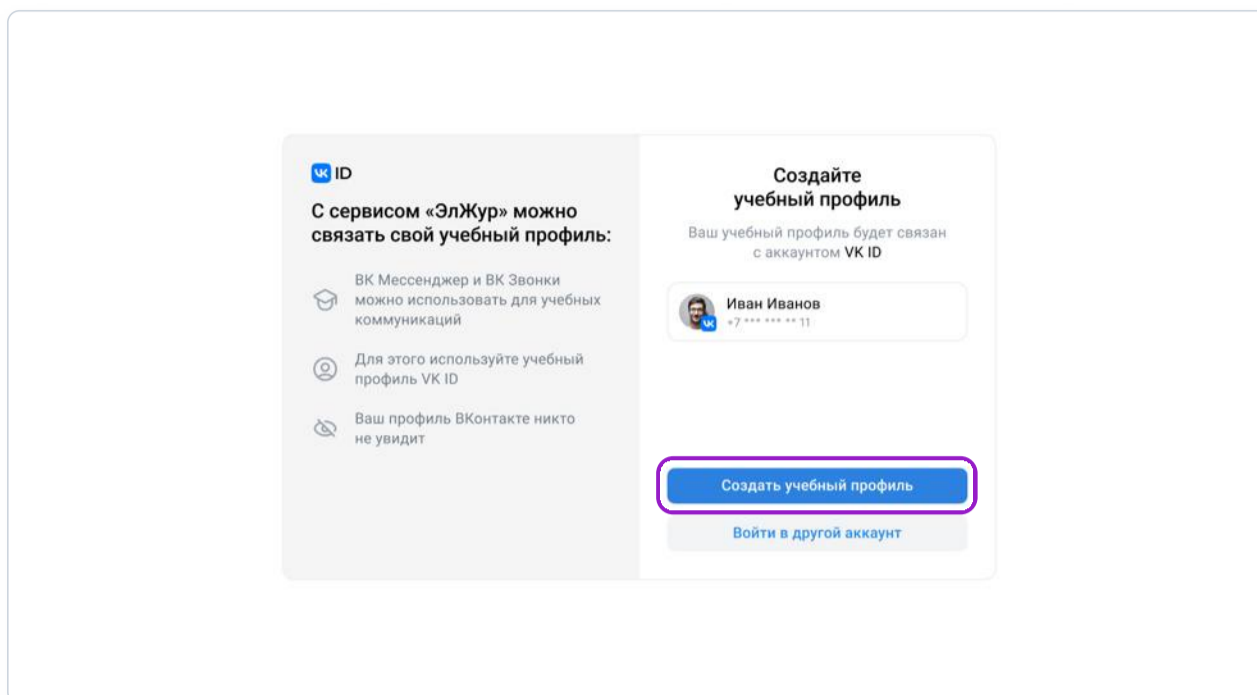 VK ID
С сервисом «ЭлЖур» можно
связать свой учебный профиль:
ВК Мессенджер и ВК Звонки
можно использовать для учебных
коммуникаций
Для этого используйте учебный
профиль VK ID
Ваш профиль ВКонтакте никто
не увидит
Создайте
учебный профиль
Ваш учебный профиль будет связан
с аккаунтом VK ID
Иван Иванов
VK +7 *** *** ** 11
Создать учебный профиль
Войти в другой аккаунт